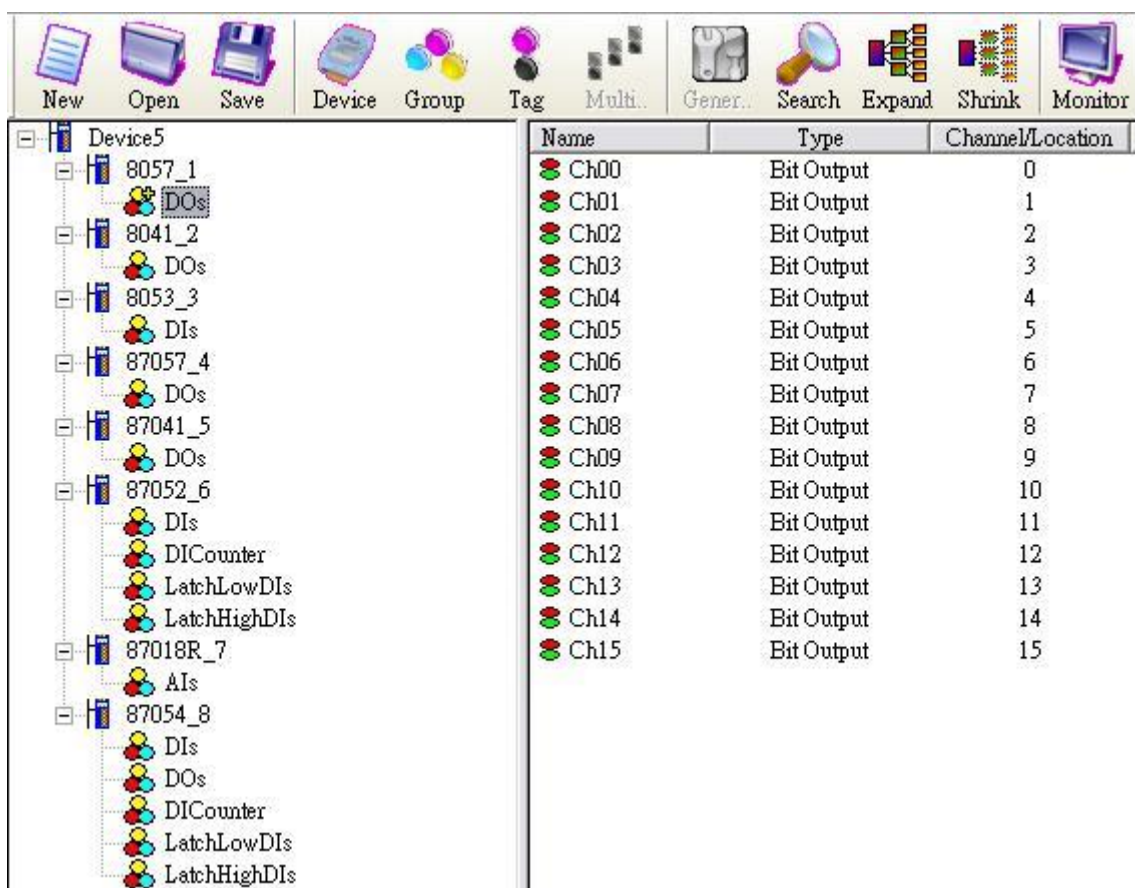 New Open Save Device Group Tag Multi.. Gener.. Search Expand Shrink Monitor
Device5
8057_1
DOs
8041_2
DOs
8053_3
DIs
87057_4
DOs
87041_5
DOs
87052_6
DIs
DICounter
LatchLowDIs
LatchHighDIs
87018R_7
AIs
87054_8
DIs
DOs
DICounter
LatchLowDIs
LatchHighDIs
Name Type Channel/Location
Ch00 Bit Output 0
Ch01 Bit Output 1
Ch02 Bit Output 2
Ch03 Bit Output 3
Ch04 Bit Output 4
Ch05 Bit Output 5
Ch06 Bit Output 6
Ch07 Bit Output 7
Ch08 Bit Output 8
Ch09 Bit Output 9
Ch10 Bit Output 10
Ch11 Bit Output 11
Ch12 Bit Output 12
Ch13 Bit Output 13
Ch14 Bit Output 14
Ch15 Bit Output 15